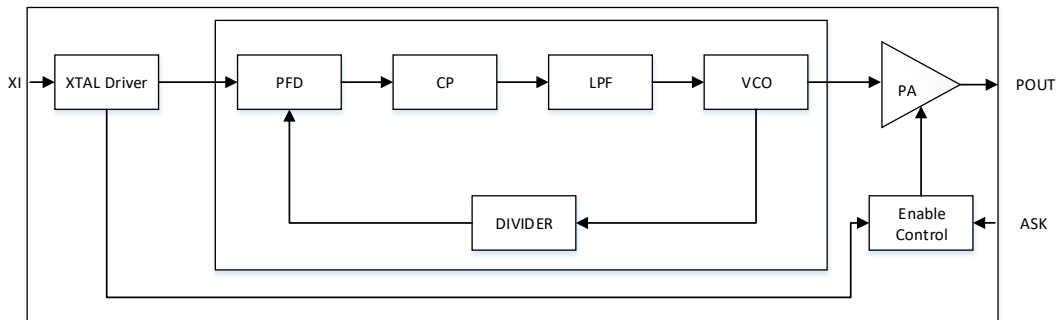 XI
XTAL Driver
PFD
CP
LPF
VCO
PA
POUT
DIVIDER
Enable
Control
ASK